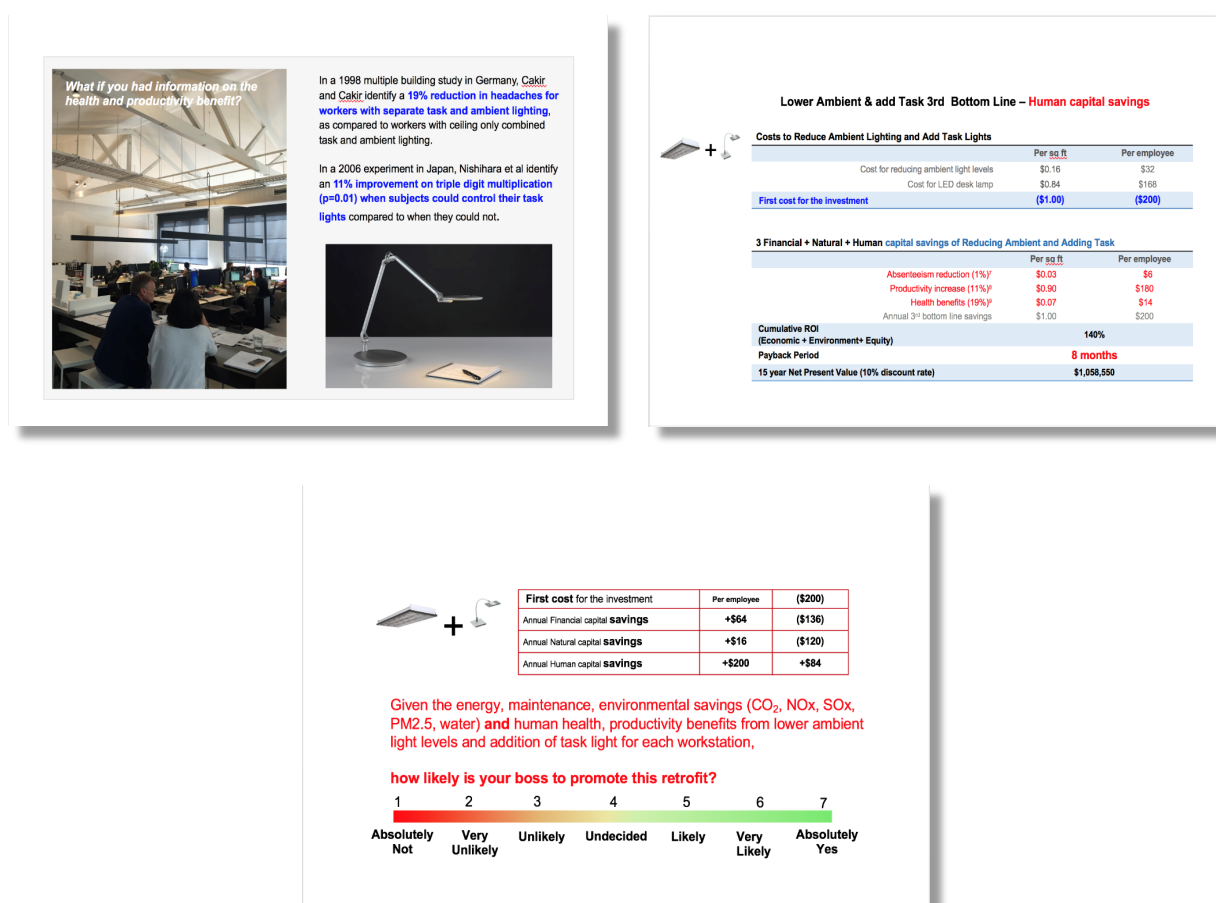 What if you had information on the
health and productivity benefit?
In a 1998 multiple building study in Germany, Cakir
and Cakir identify a 19% reduction in headaches for
workers with separate task and ambient lighting,
as compared to workers with ceiling only combined
task and ambient lighting.
In a 2006 experiment in Japan, Nishihara et al identify
an 11% improvement on triple digit multiplication
(p=0.01) when subjects could control their task
lights compared to when they could not.
Lower Ambient & add Task 3rd Bottom Line – Human capital savings
+
Costs to Reduce Ambient Lighting and Add Task Lights
Per sq ft Per employee
Cost for reducing ambient light levels $0.16 $32
Cost for LED desk lamp $0.84 $168
First cost for the investment ($1.00) ($200)
3 Financial + Natural + Human capital savings of Reducing Ambient and Adding Task
Per sq ft Per employee
Absenteeism reduction (1%)⁷ $0.03 $6
Productivity increase (11%)⁸ $0.90 $180
Health benefits (19%)⁹ $0.07 $14
Annual 3rd bottom line savings $1.00 $200
Cumulative ROI
(Economic + Environment+ Equity) 140%
Payback Period 8 months
15 year Net Present Value (10% discount rate) $1,058,550
+
First cost for the investment Per employee ($200)
Annual Financial capital savings +$64 ($136)
Annual Natural capital savings +$16 ($120)
Annual Human capital savings +$200 +$84
Given the energy, maintenance, environmental savings (CO₂, NOx, SOx,
PM2.5, water) and human health, productivity benefits from lower ambient
light levels and addition of task light for each workstation,
how likely is your boss to promote this retrofit?
1 2 3 4 5 6 7
Absolutely Not Very Unlikely Unlikely Undecided Likely Very Likely Absolutely Yes